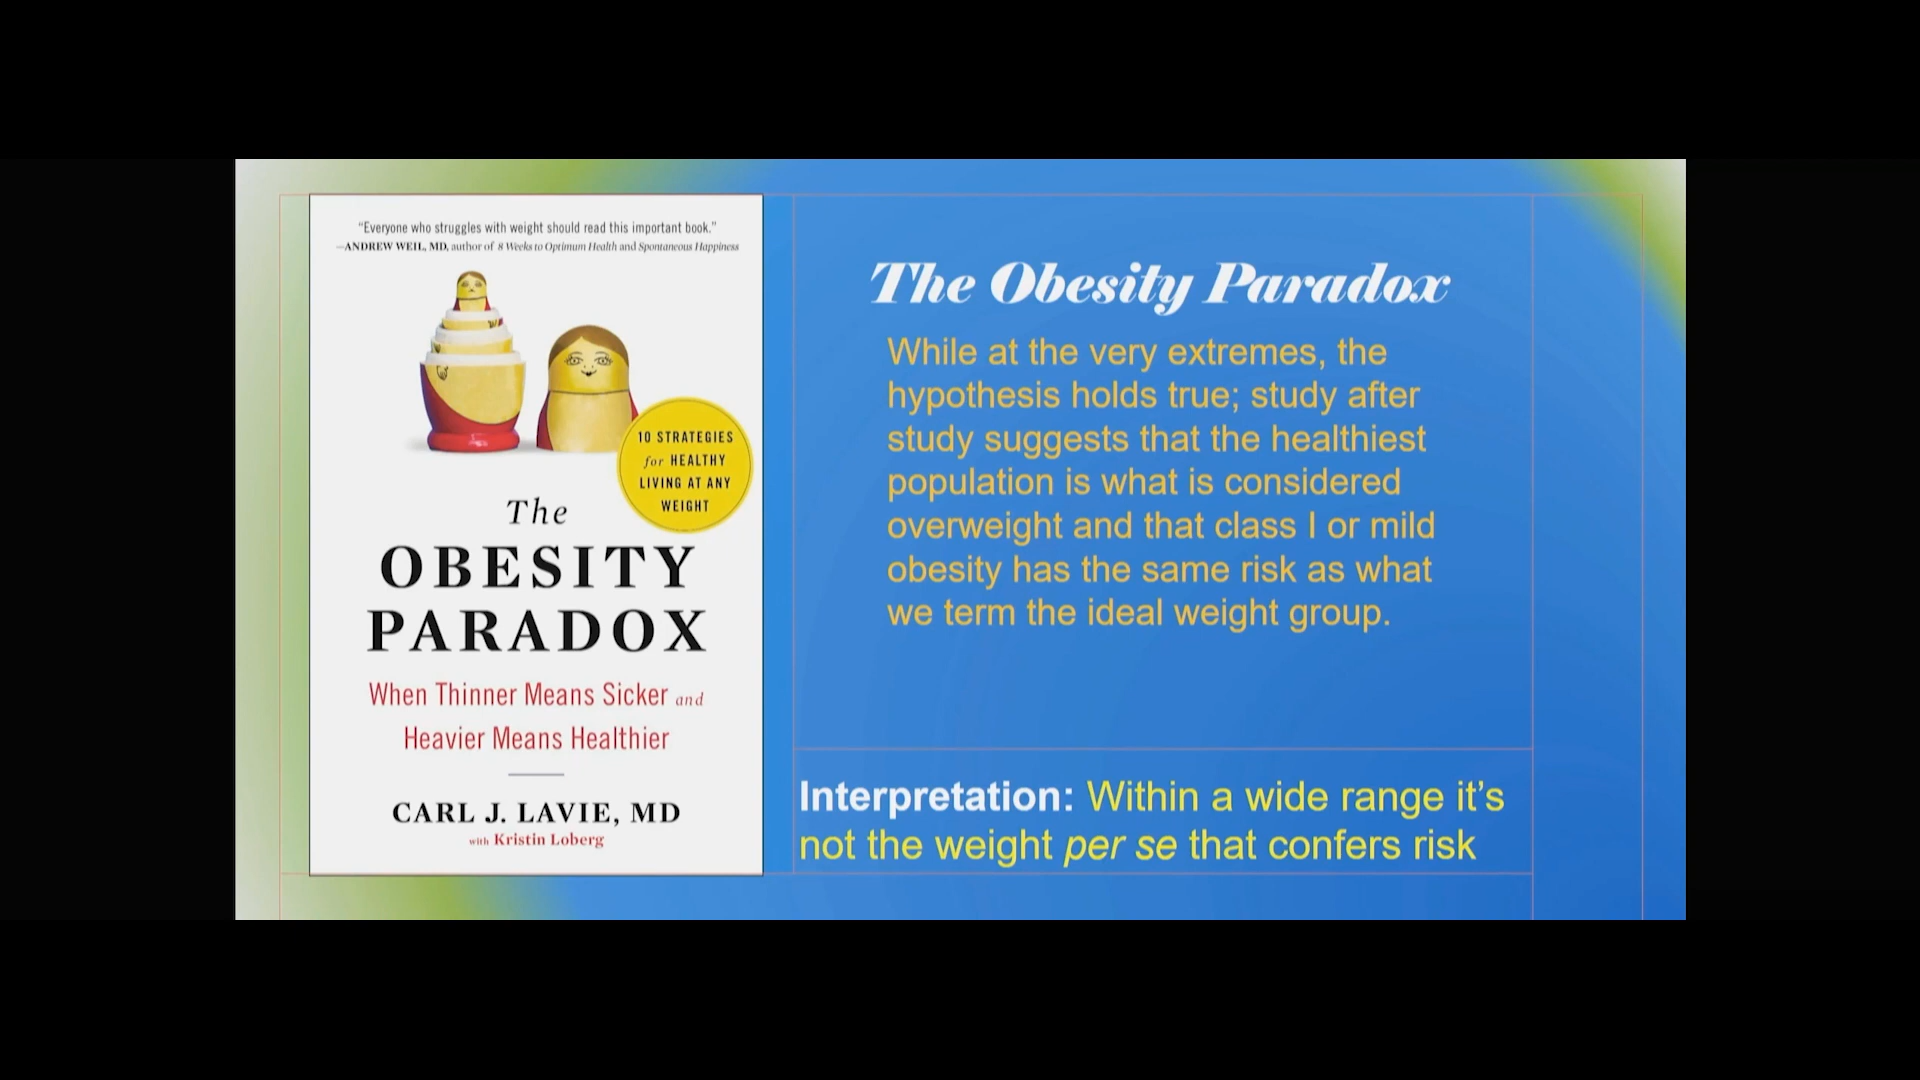 “Everyone who struggles with weight should read this important book.”
—ANDREW WEIL, MD, author of 8 Weeks to Optimum Health and Spontaneous Happiness
10 STRATEGIES
for HEALTHY
LIVING AT ANY
WEIGHT
The
OBESITY
PARADOX
When Thinner Means Sicker and
Heavier Means Healthier
CARL J. LAVIE, MD
with Kristin Loberg
The Obesity Paradox
While at the very extremes, the
hypothesis holds true; study after
study suggests that the healthiest
population is what is considered
overweight and that class I or mild
obesity has the same risk as what
we term the ideal weight group.
Interpretation: Within a wide range it’s
not the weight per se that confers risk